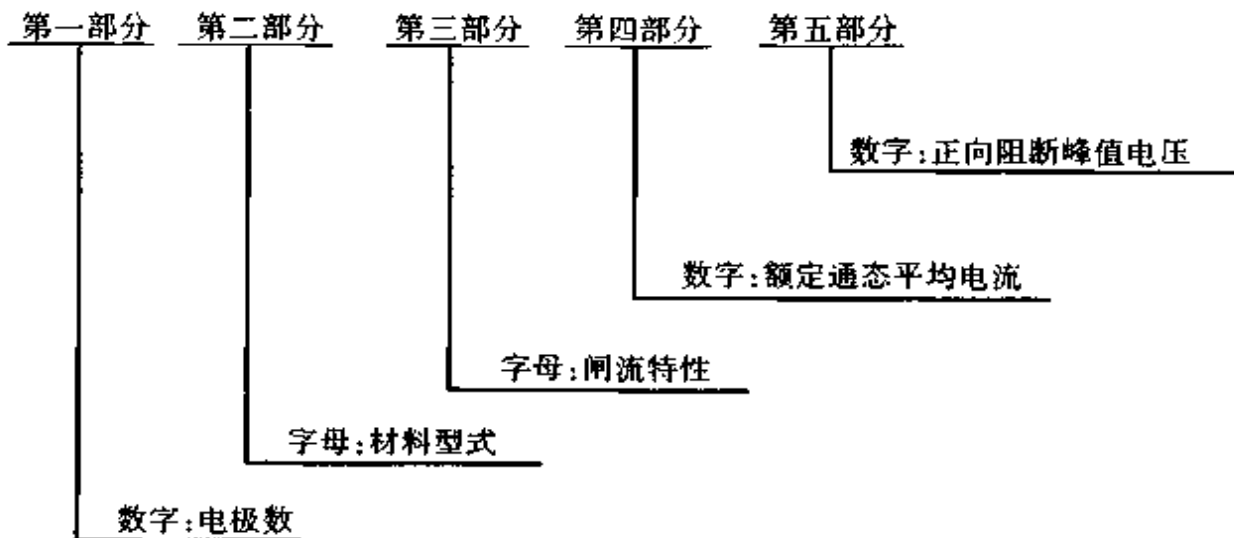 第一部分 第二部分 第三部分 第四部分 第五部分
数字:正向阻断峰值电压
数字:额定通态平均电流
字母:闸流特性
字母:材料型式
数字:电极数